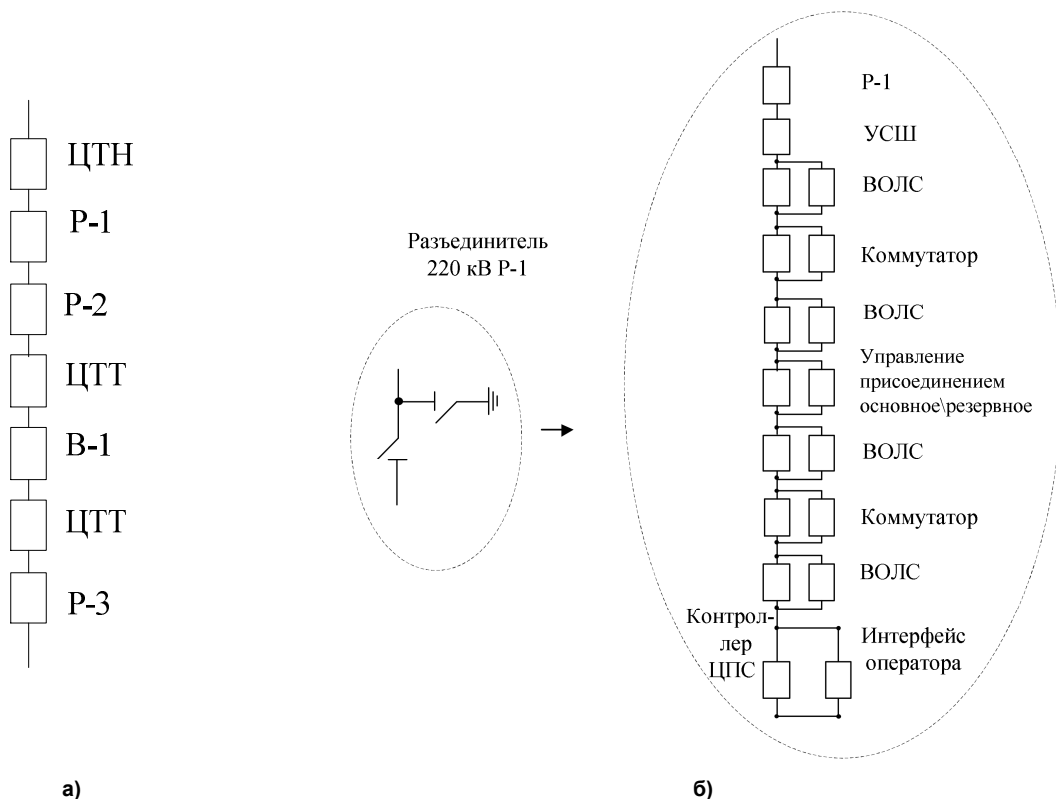 ЦТН
Р-1
Р-2
ЦТТ
В-1
ЦТТ
Р-3
а)
Разъединитель
220 кВ Р-1
Р-1
УСШ
ВОЛС
Коммутатор
ВОЛС
Управление
присоединением
основное\резервное
ВОЛС
Коммутатор
ВОЛС
Контрол-
лер
ЦПС
Интерфейс
оператора
б)